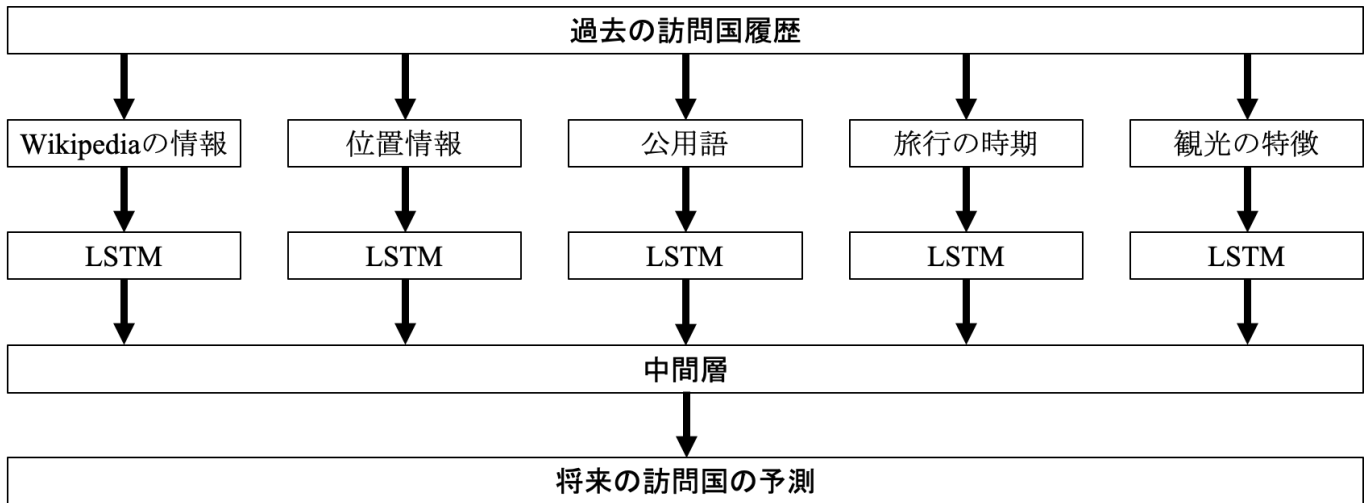 過去の訪問国履歴
Wikipediaの情報
位置情報
公用語
旅行の時期
観光の特徴
LSTM
LSTM
LSTM
LSTM
LSTM
中間層
将来の訪問国の予測